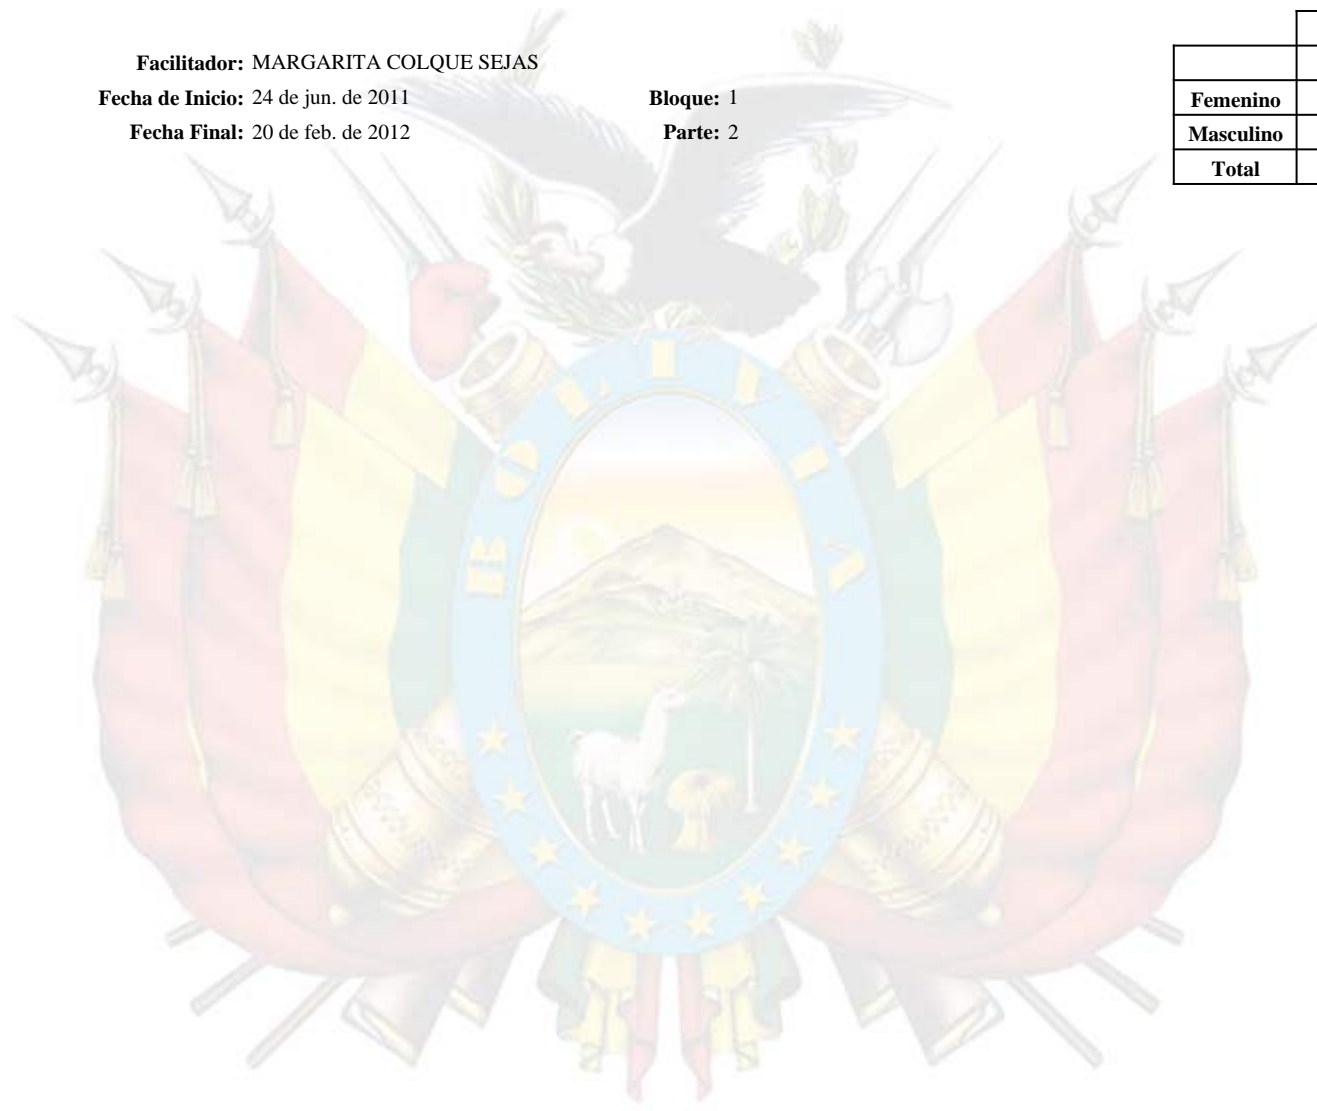 Facilitador: MARGARITA COLQUE SEJAS
Fecha de Inicio: 24 de jun. de 2011 Bloque: 1
Fecha Final: 20 de feb. de 2012 Parte: 2
Femenino
Masculino
Total
BOLIVIA